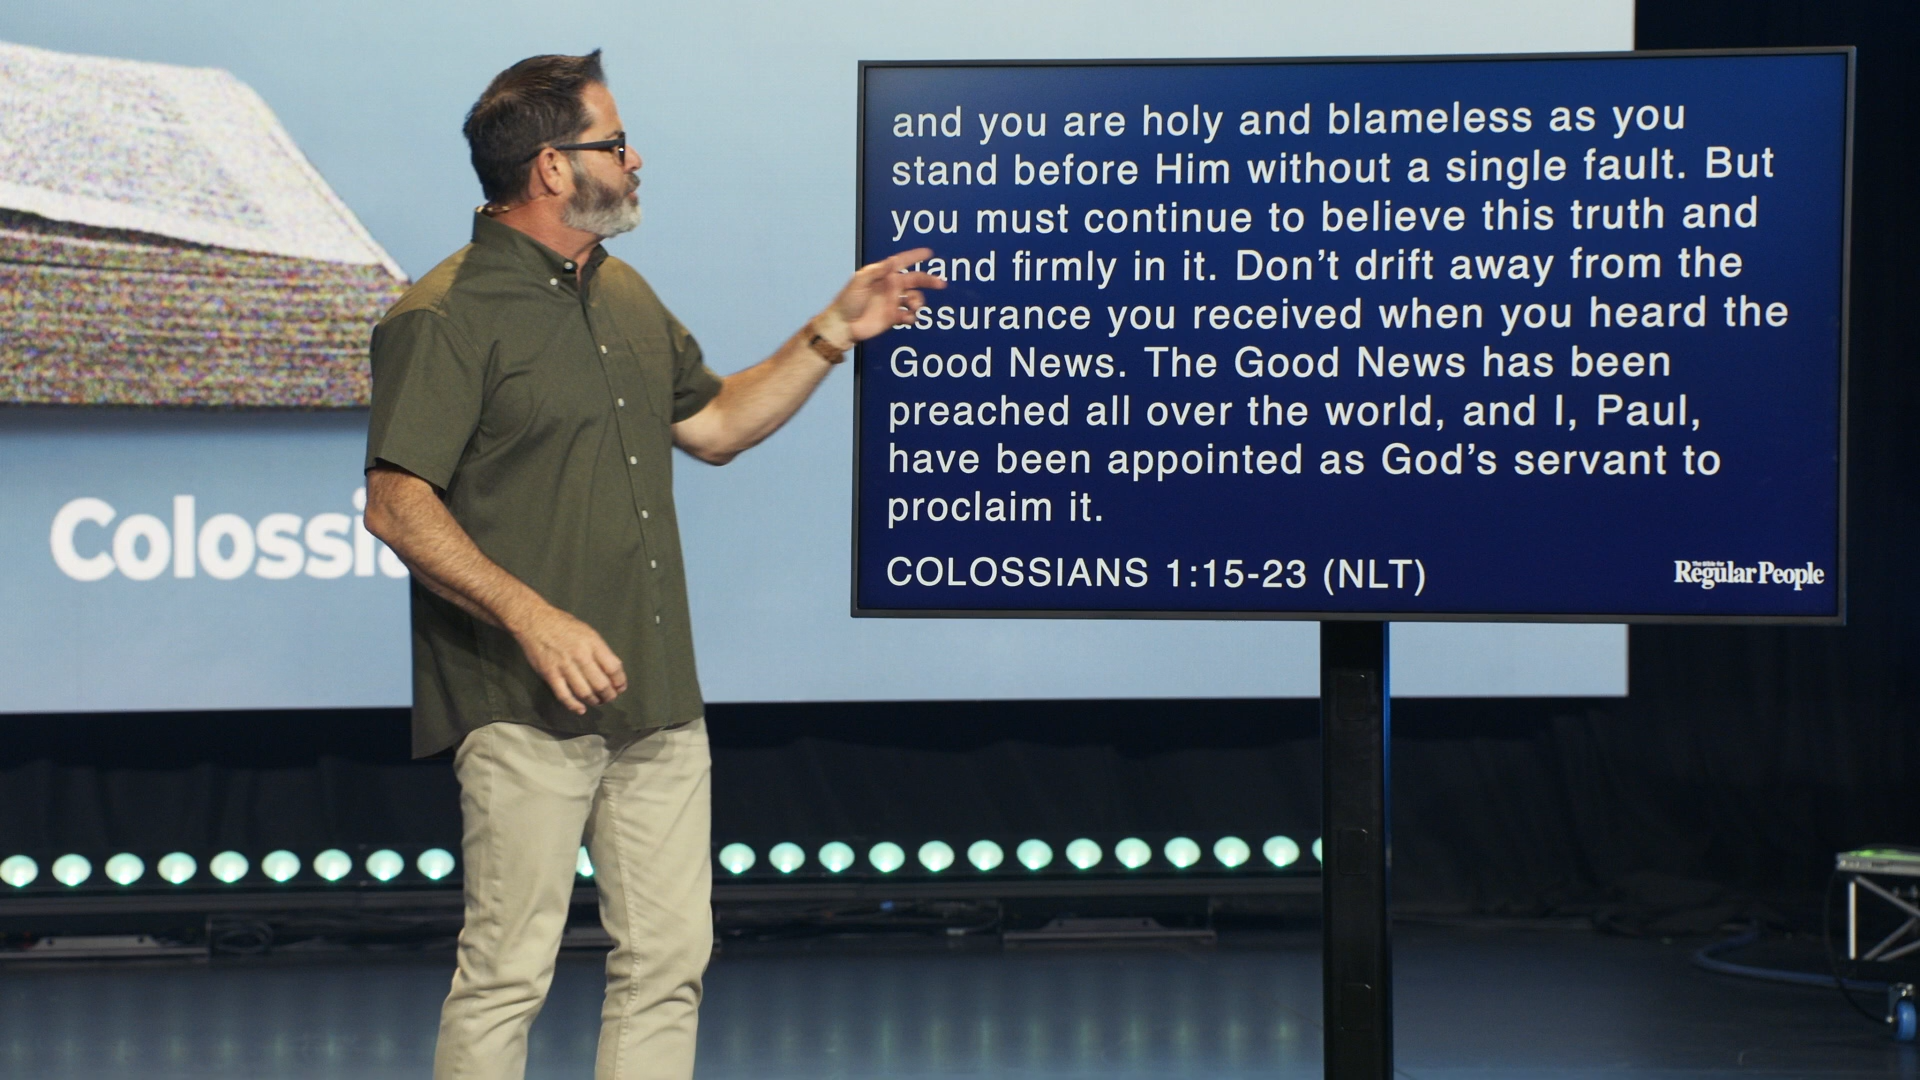 and you are holy and blameless as you
stand before Him without a single fault. But
you must continue to believe this truth and
stand firmly in it. Don’t drift away from the
assurance you received when you heard the
Good News. The Good News has been
preached all over the world, and I, Paul,
have been appointed as God’s servant to
proclaim it.
COLOSSIANS 1:15-23 (NLT)
Regular People
Colossia